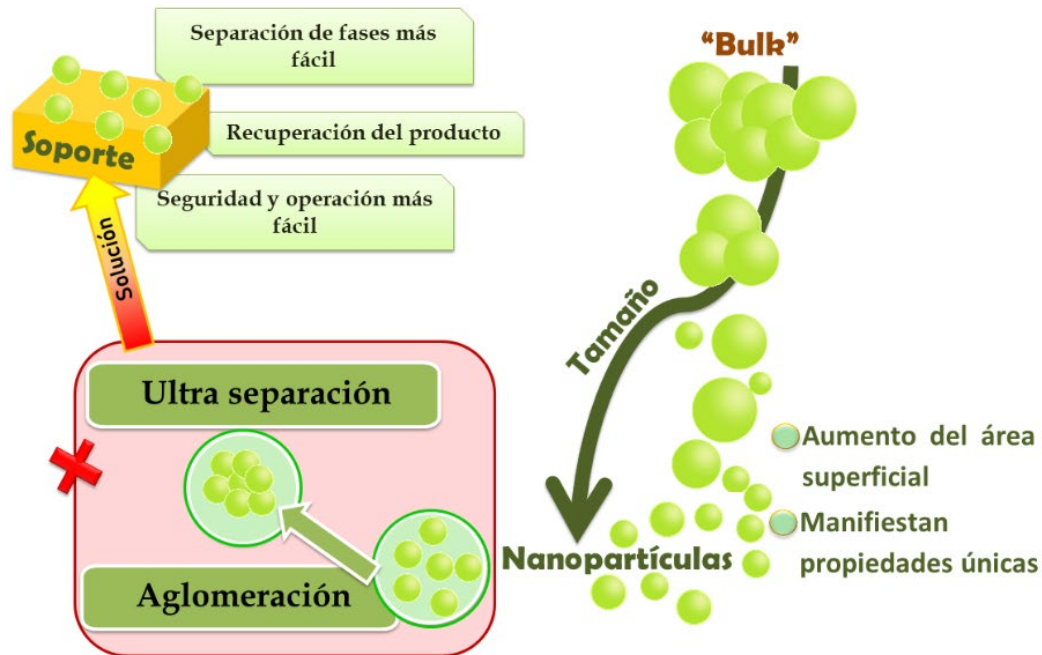 Separación de fases más
fácil
Recuperación del producto
Seguridad y operación más
fácil
Soporte
Solución
Ultra separación
Aglomeración
“Bulk”
Tamaño
Nanopartículas
Aumento del área
superficial
Manifiestan
propiedades únicas